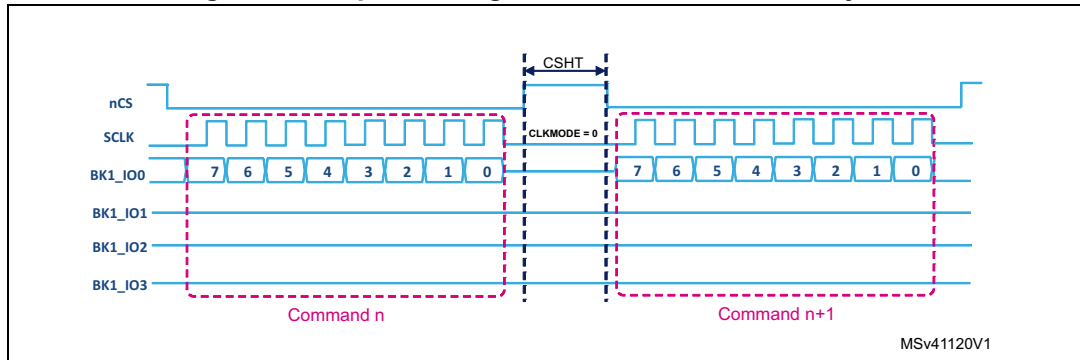 CSHT
nCS
SCLK
CLKMODE = 0
BK1_IO0
7 6 5 4 3 2 1 0
7 6 5 4 3 2 1 0
BK1_IO1
BK1_IO2
BK1_IO3
Command n
Command n+1
MSv41120V1